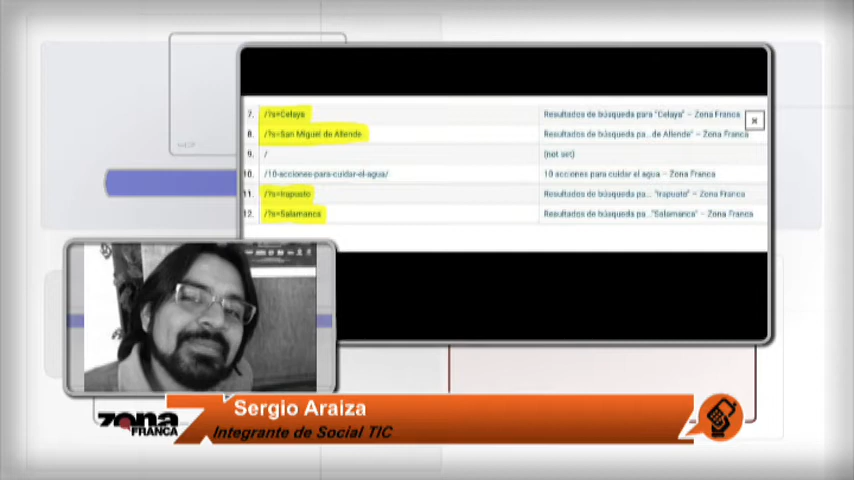 7. /?s=Celaya Resultados de búsqueda para "Celaya" – Zona Franca
8. /?s=San Miguel de Allende Resultados de búsqueda pa...de Allende" – Zona Franca
9. / (not set)
10. /10-acciones-para-cuidar-el-agua/ 10 acciones para cuidar el agua – Zona Franca
11. /?s=Irapuato Resultados de búsqueda pa... "Irapuato" – Zona Franca
12. /?s=Salamanca Resultados de búsqueda pa..."Salamanca" – Zona Franca
Sergio Araiza
zona
FRANCA
Integrante de Social TIC